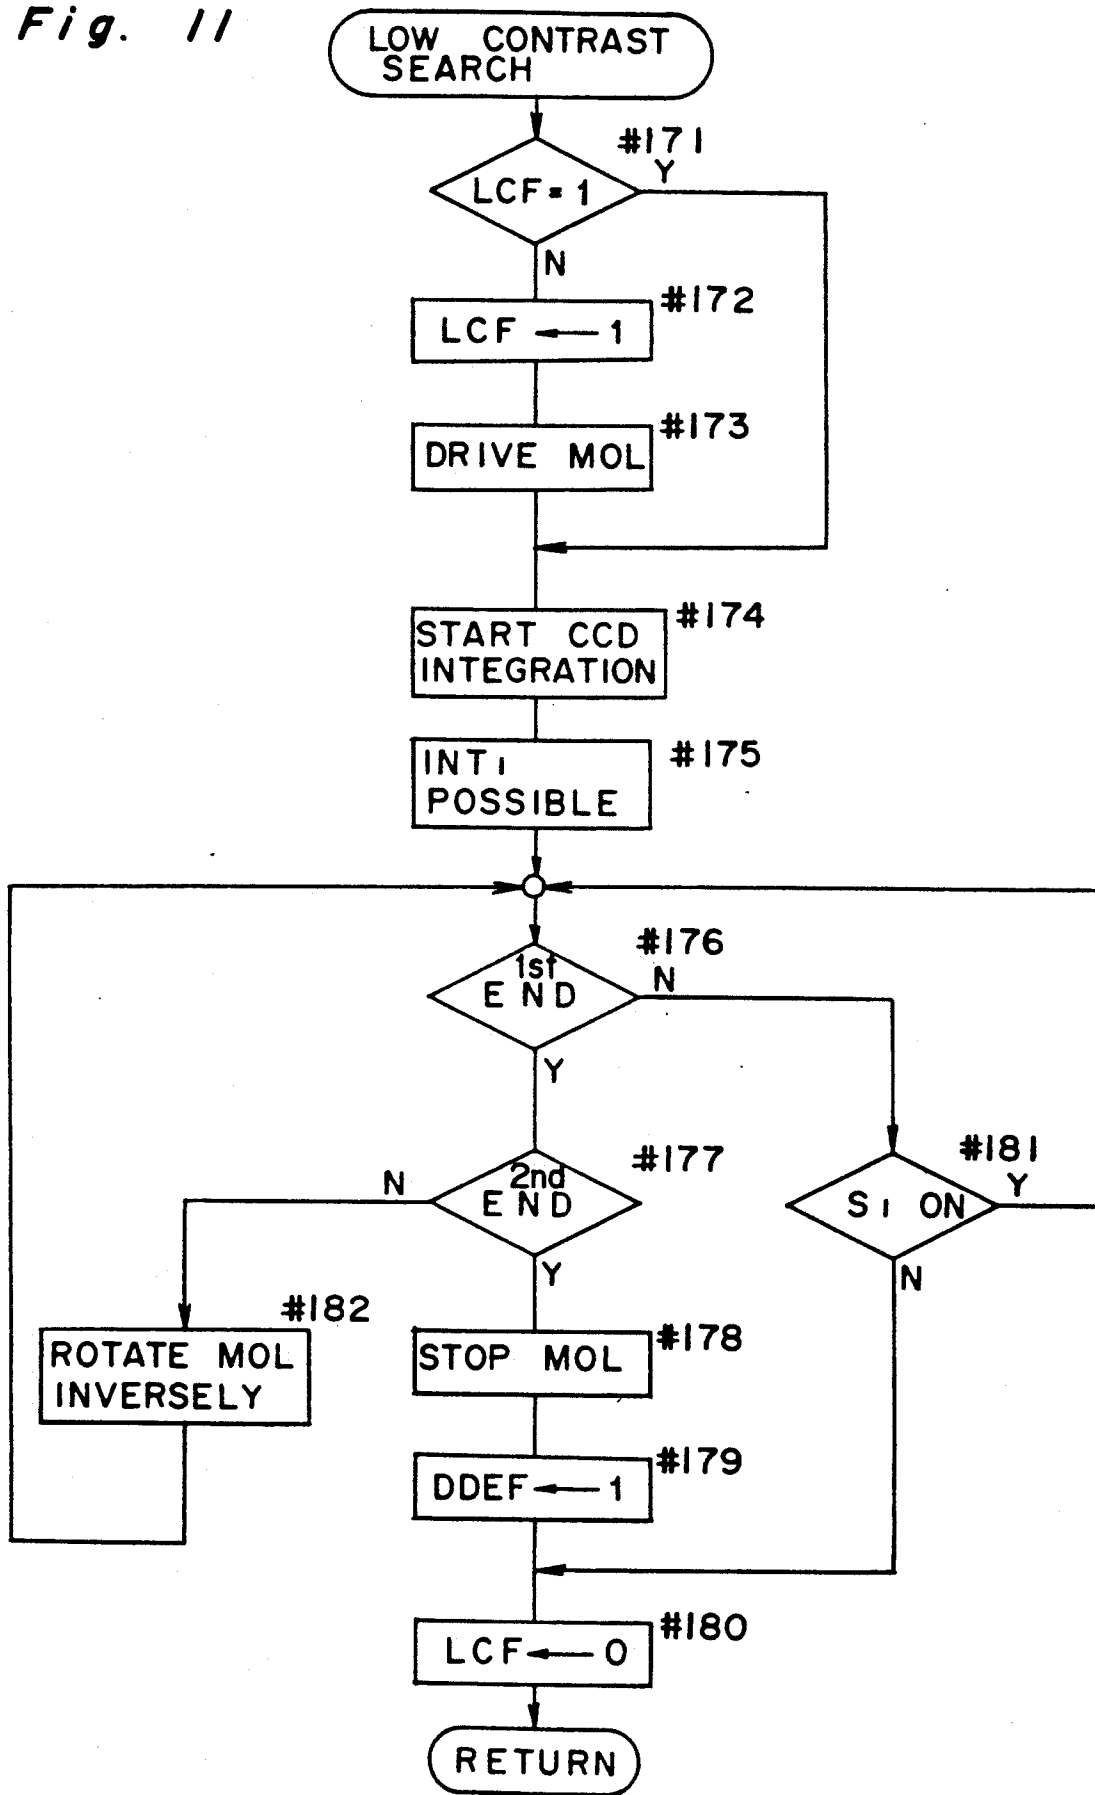 Fig. 11
LOW CONTRAST
SEARCH
#171
Y
LCF=1
N
#172
LCF ← 1
#173
DRIVE MOL
#174
START CCD
INTEGRATION
#175
INT1
POSSIBLE
#176
1st
END
N
Y
#177
2nd
END
N
Y
#181
S1 ON
Y
N
#182
ROTATE MOL
INVERSELY
#178
STOP MOL
#179
DDEF ← 1
#180
LCF ← 0
RETURN